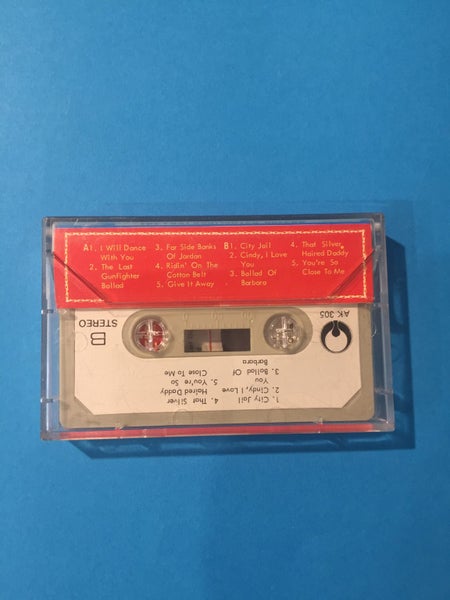 A1. I Will Dance
With You
2. The Last
Gunfighter
Ballad
3. Far Side Banks
Of Jordan
4. Ridin' On The
Cotton Belt
5. Give It Away
B1. City Jail
2. Cindy, I Love
You
3. Ballad Of
Barbara
4. That Silver
Haired Daddy
5. You're So
Close To Me
1. City Jail
2. Cindy, I Love
You
3. Ballad Of
Barbara
4. That Silver
Haired Daddy
5. You're So
Close To Me
AK 305
B
STEREO